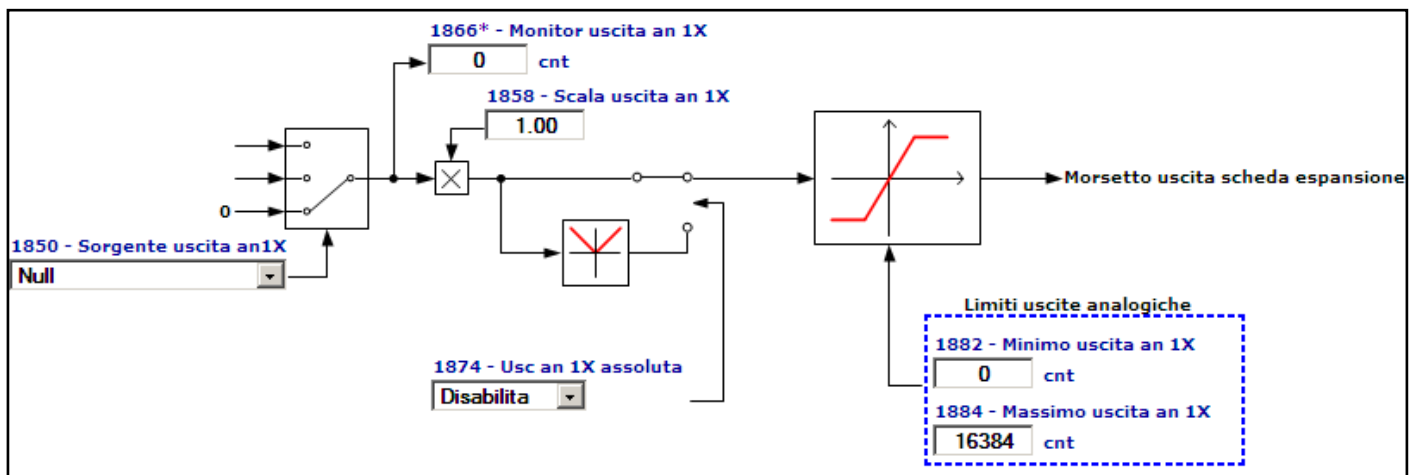 1866* - Monitor uscita an 1X
0 cnt
1858 - Scala uscita an 1X
1.00
Morsetto uscita scheda espansione
0
1850 - Sorgente uscita an1X
Null
Limiti uscite analogiche
1882 - Minimo uscita an 1X
0 cnt
1874 - Usc an 1X assoluta
Disabilita
1884 - Massimo uscita an 1X
16384 cnt